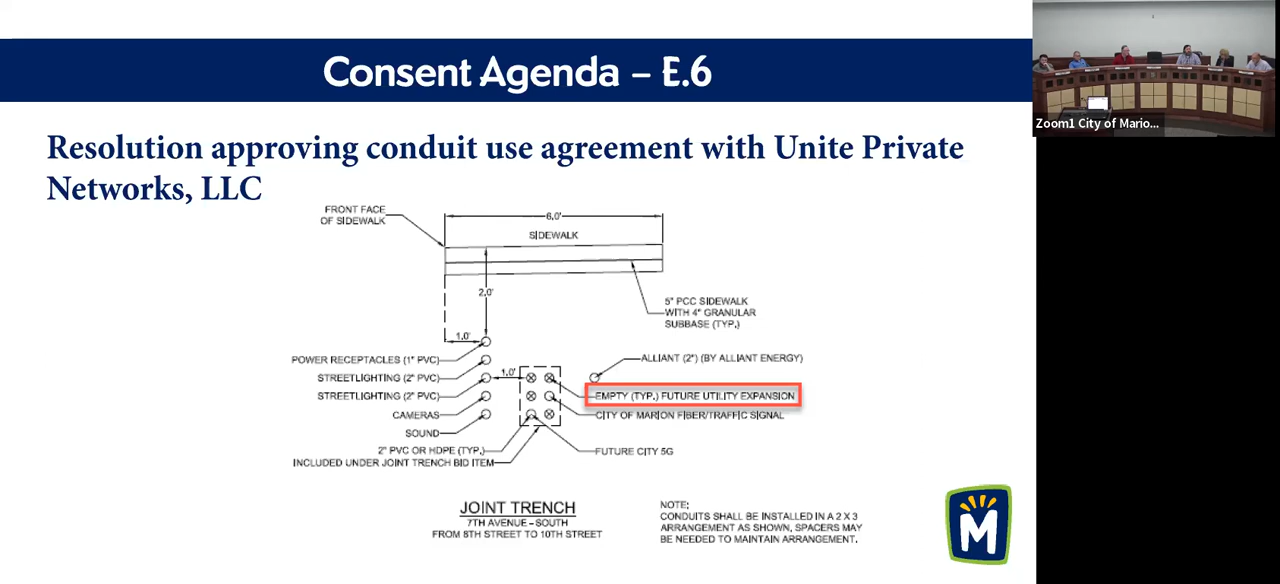 Consent Agenda – E.6
Zoom1 City of Mario...
Resolution approving conduit use agreement with Unite Private
Networks, LLC
FRONT FACE
OF SIDEWALK
6.0'
SIDEWALK
2.0'
5" PCC SIDEWALK
WITH 4" GRANULAR
SUBBASE (TYP.)
1.0'
POWER RECEPTACLES (1" PVC)
ALLIANT (2") (BY ALLIANT ENERGY)
STREETLIGHTING (2" PVC)
1.0'
STREETLIGHTING (2" PVC)
EMPTY (TYP.) FUTURE UTILITY EXPANSION
CAMERAS
CITY OF MARION FIBER/TRAFFIC SIGNAL
SOUND
2" PVC OR HDPE (TYP.)
INCLUDED UNDER JOINT TRENCH BID ITEM
FUTURE CITY 5G
JOINT TRENCH
7TH AVENUE - SOUTH
FROM 8TH STREET TO 10TH STREET
NOTE:
CONDUITS SHALL BE INSTALLED IN A 2 X 3
ARRANGEMENT AS SHOWN, SPACERS MAY
BE NEEDED TO MAINTAIN ARRANGEMENT.
M